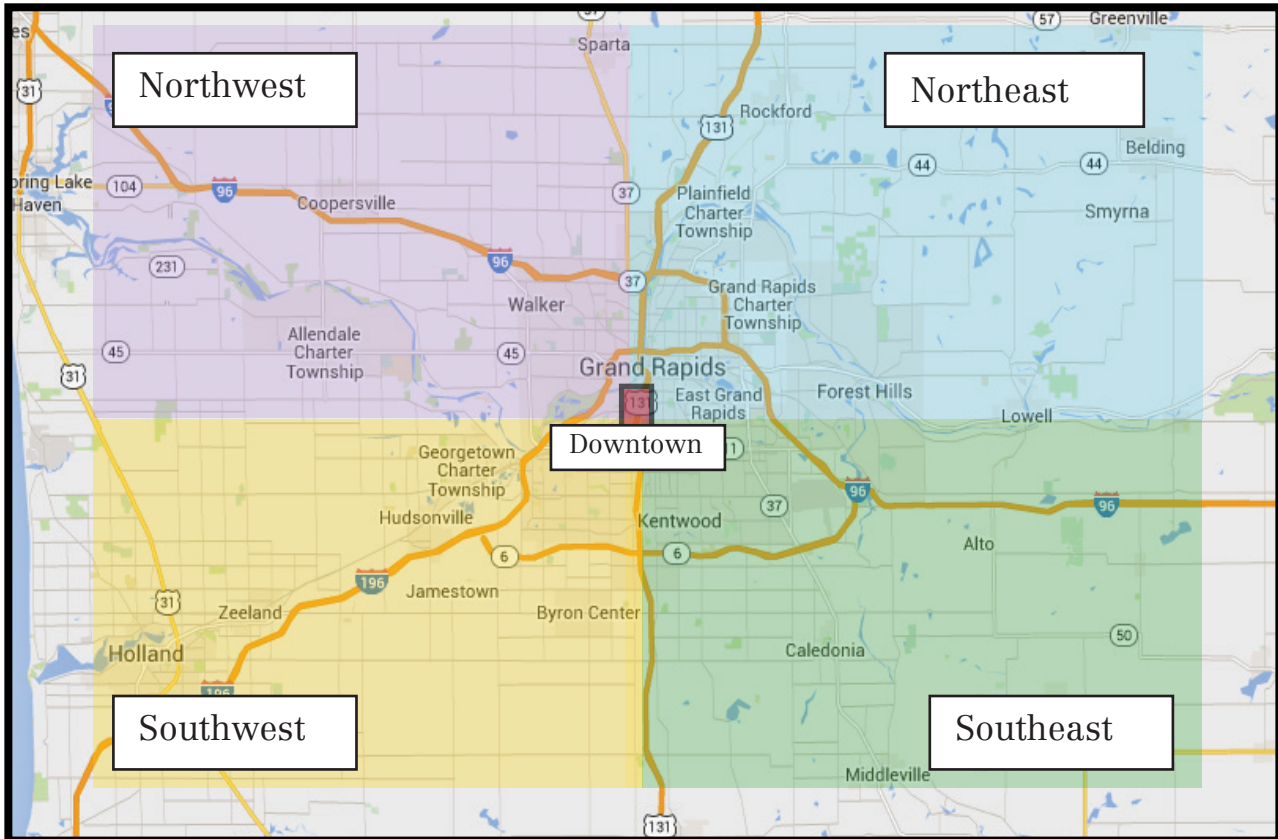 37
57
Greenville
es
Sparta
31
Northwest
Northeast
Rockford
131
44
44
Belding
oring Lake
Haven
104
96
Coopersville
37
Plainfield
Charter
Township
Smyrna
231
96
37
Walker
Grand Rapids
Charter
Township
Allendale
Charter
Township
45
45
31
Grand Rapids
131
East Grand
Rapids
Forest Hills
Lowell
Downtown
Georgetown
Charter
Township
96
96
37
Hudsonville
Kentwood
6
6
Alto
196
Jamestown
31
Zeeland
Byron Center
50
Holland
Caledonia
196
Southwest
Southeast
Middleville
131